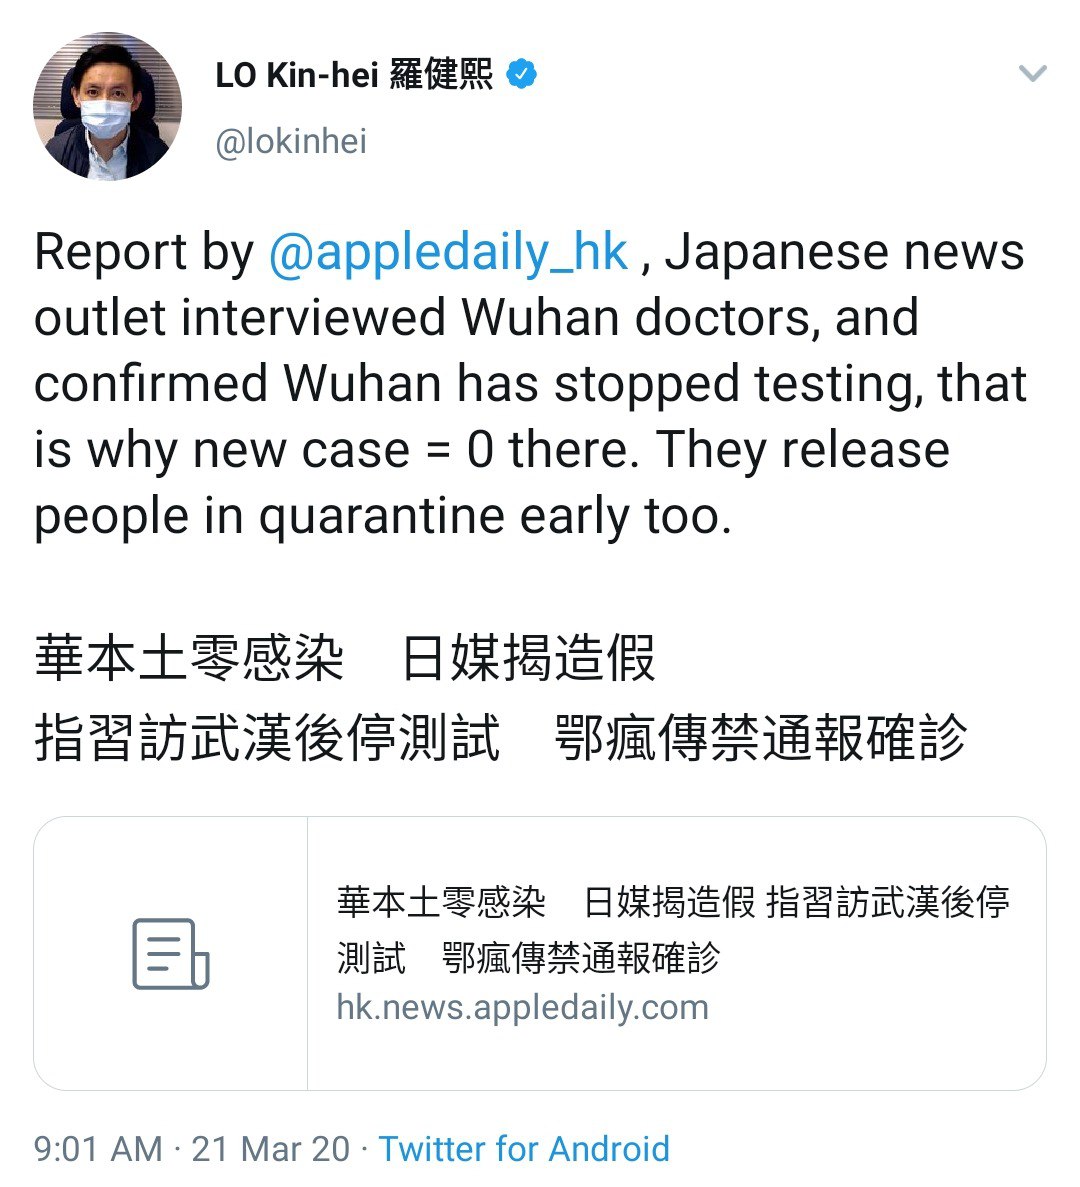 LO Kin-hei 羅健熙
@lokinhei
Report by @appledaily_hk , Japanese news
outlet interviewed Wuhan doctors, and
confirmed Wuhan has stopped testing, that
is why new case = 0 there. They release
people in quarantine early too.
華本土零感染　日媒揭造假
指習訪武漢後停測試　鄂瘋傳禁通報確診
華本土零感染　日媒揭造假 指習訪武漢後停
測試　鄂瘋傳禁通報確診
hk.news.appledaily.com
9:01 AM · 21 Mar 20 · Twitter for Android